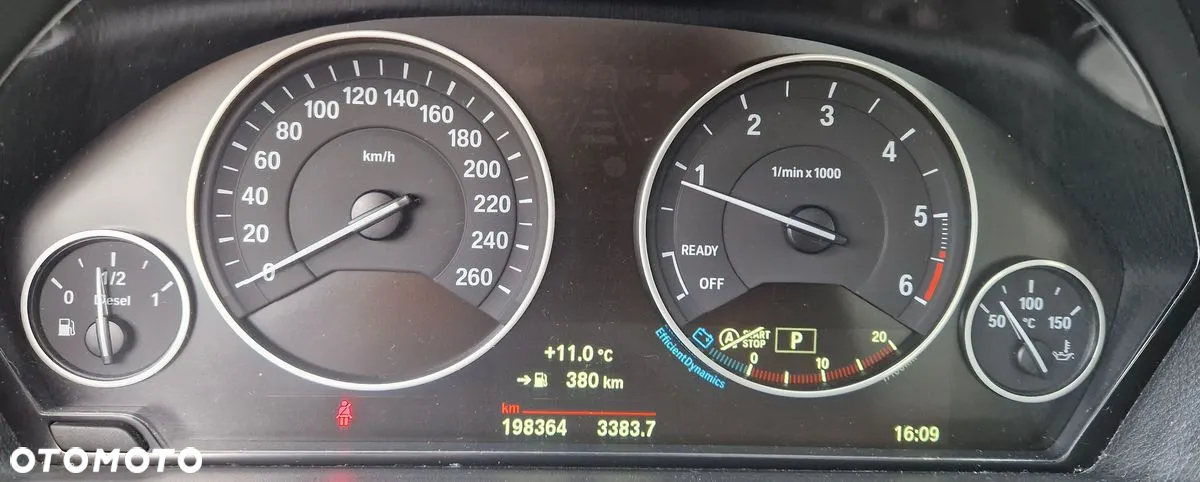 0 1/2 1
Diesel
0 20 40 60 80 100 120 140 160 180 200 220 240 260
km/h
1 2 3 4 5 6
1/min x 1000
READY
OFF
50 100 150
°C
EfficientDynamics
A START
STOP
P
0 10 20
+11.0 °C
380 km
km
198364 3383.7
16:09
OTOMOTO